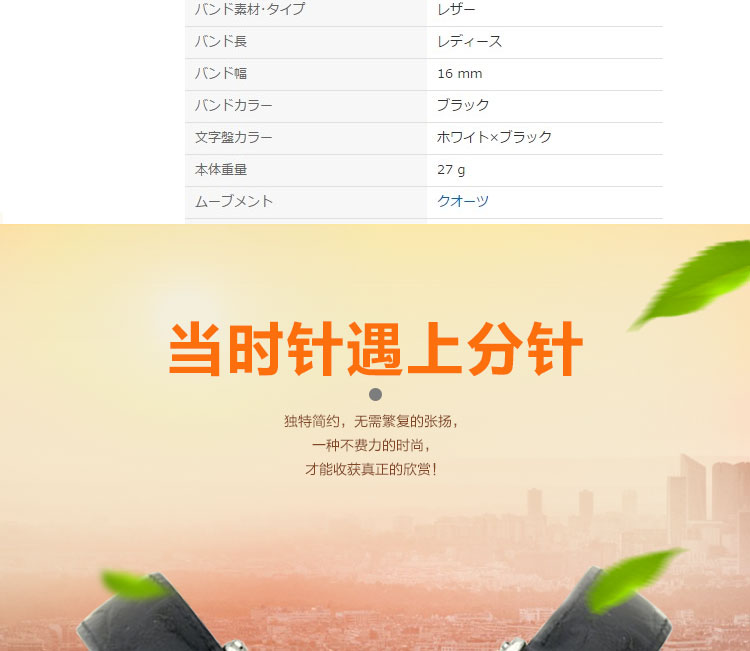 バンド素材･タイプ レザー
バンド長 レディース
バンド幅 16 mm
バンドカラー ブラック
文字盤カラー ホワイト×ブラック
本体重量 27 g
ムーブメント クオーツ
当时针遇上分针
独特简约，无需繁复的张扬，
一种不费力的时尚，
才能收获真正的欣赏！